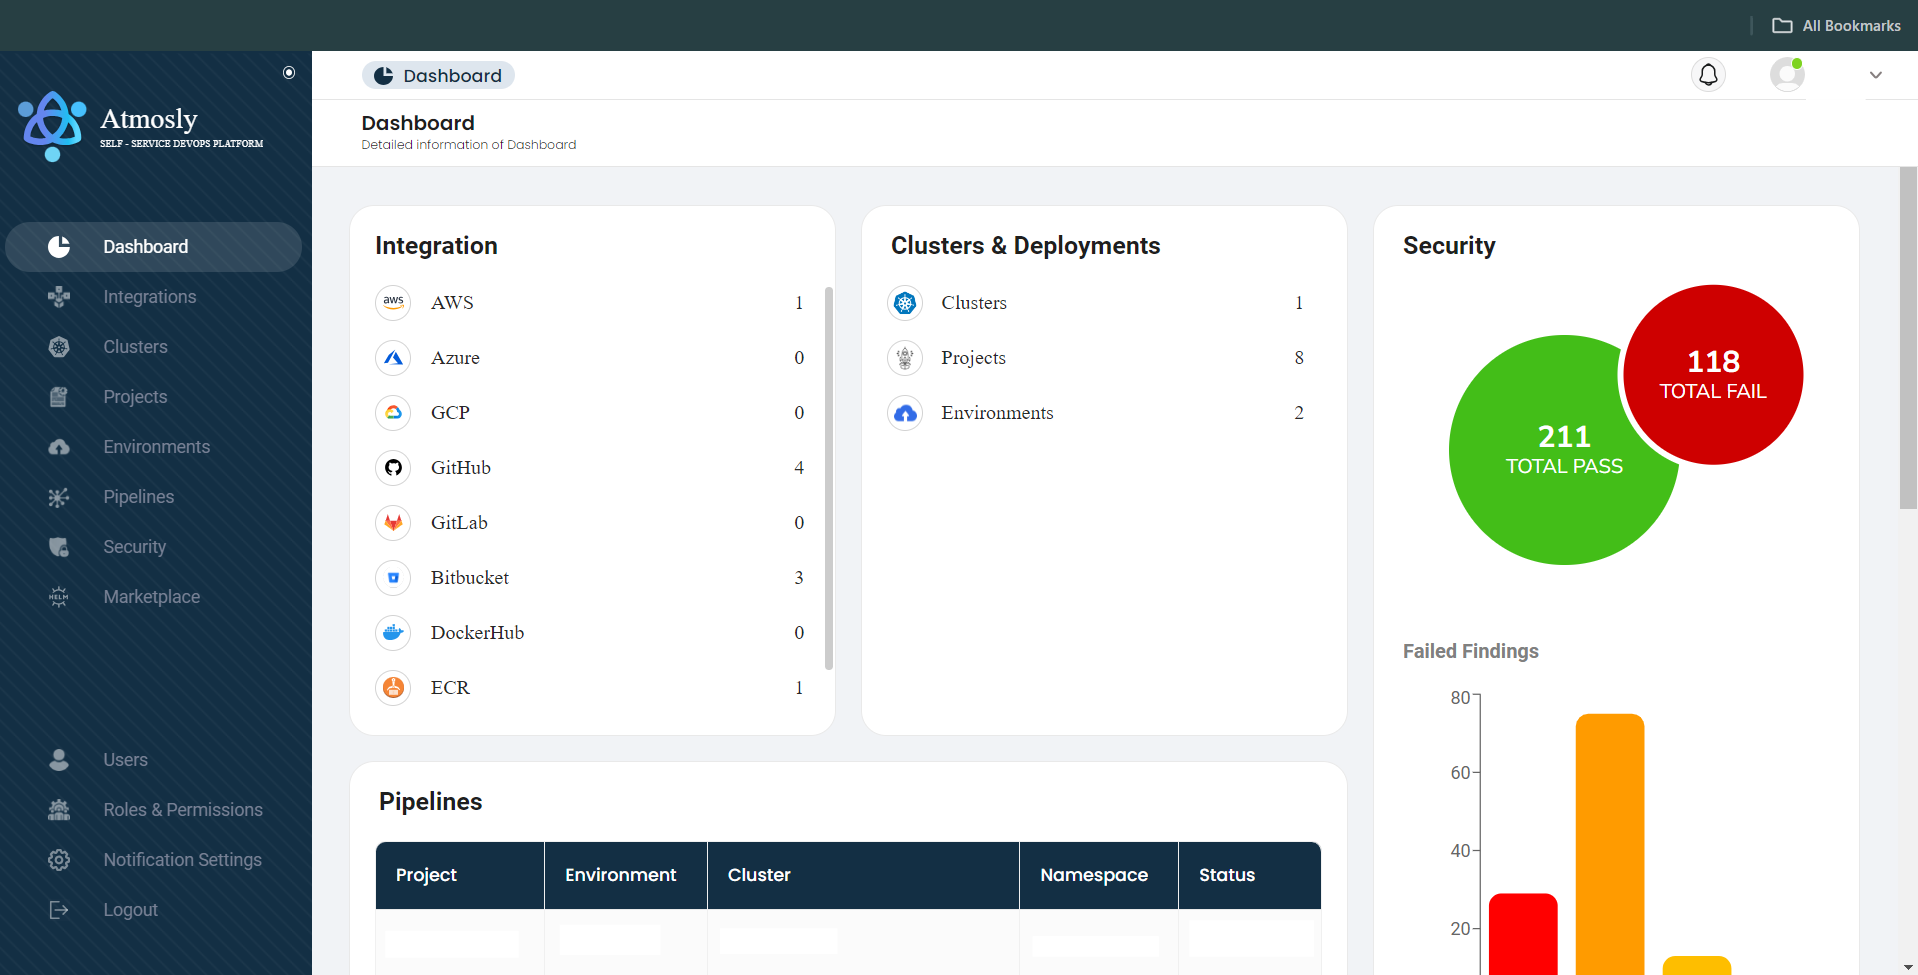 All Bookmarks
Atmosly
SELF - SERVICE DEVOPS PLATFORM
Dashboard
Integrations
Clusters
Projects
Environments
Pipelines
Security
HELM
Marketplace
Users
Roles & Permissions
Notification Settings
Logout
Dashboard
Dashboard
Detailed information of Dashboard
Integration
aws AWS 1
Azure 0
GCP 0
GitHub 4
GitLab 0
Bitbucket 3
DockerHub 0
ECR 1
Clusters & Deployments
Clusters 1
Projects 8
Environments 2
Security
118
TOTAL FAIL
211
TOTAL PASS
Failed Findings
80
60
40
20
Pipelines
Project Environment Cluster Namespace Status